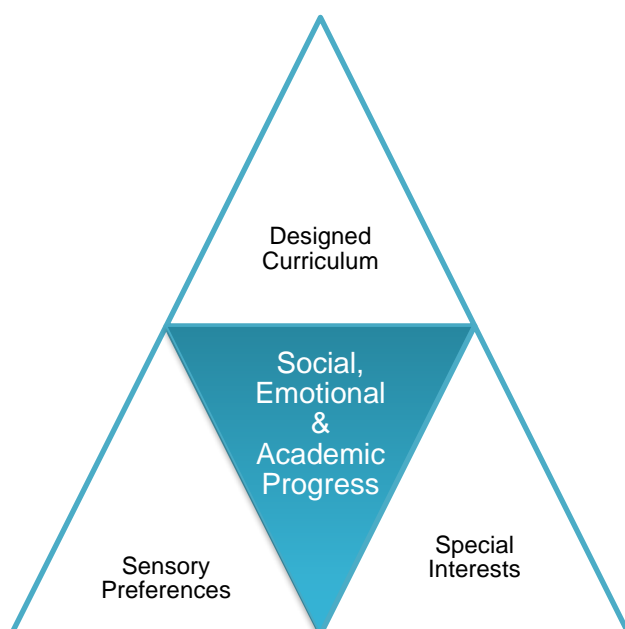 Designed
Curriculum
Social,
Emotional
&
Academic
Progress
Sensory
Preferences
Special
Interests